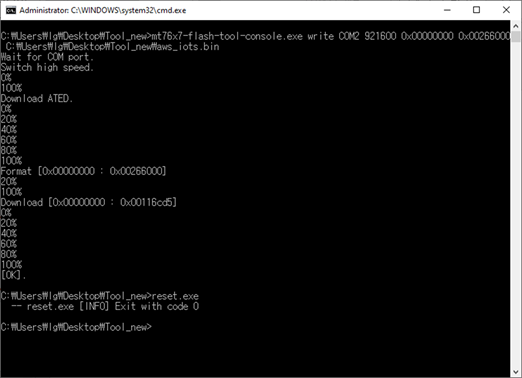 Administrator: C:\WINDOWS\system32\cmd.exe
C:₩Users₩lg₩Desktop₩Tool_new>mt76x7-flash-tool-console.exe write COM2 921600 0x00000000 0x00266000
C:₩Users₩lg₩Desktop₩Tool_new₩aws_iots.bin
Wait for COM port.
Switch high speed.
0%
100%
Download ATED.
0%
20%
40%
60%
80%
100%
Format [0x00000000 : 0x00266000]
20%
100%
Download [0x00000000 : 0x00116cd5]
0%
20%
40%
60%
80%
100%
[OK].
C:₩Users₩lg₩Desktop₩Tool_new>reset.exe
-- reset.exe [INFO] Exit with code 0
C:₩Users₩lg₩Desktop₩Tool_new>